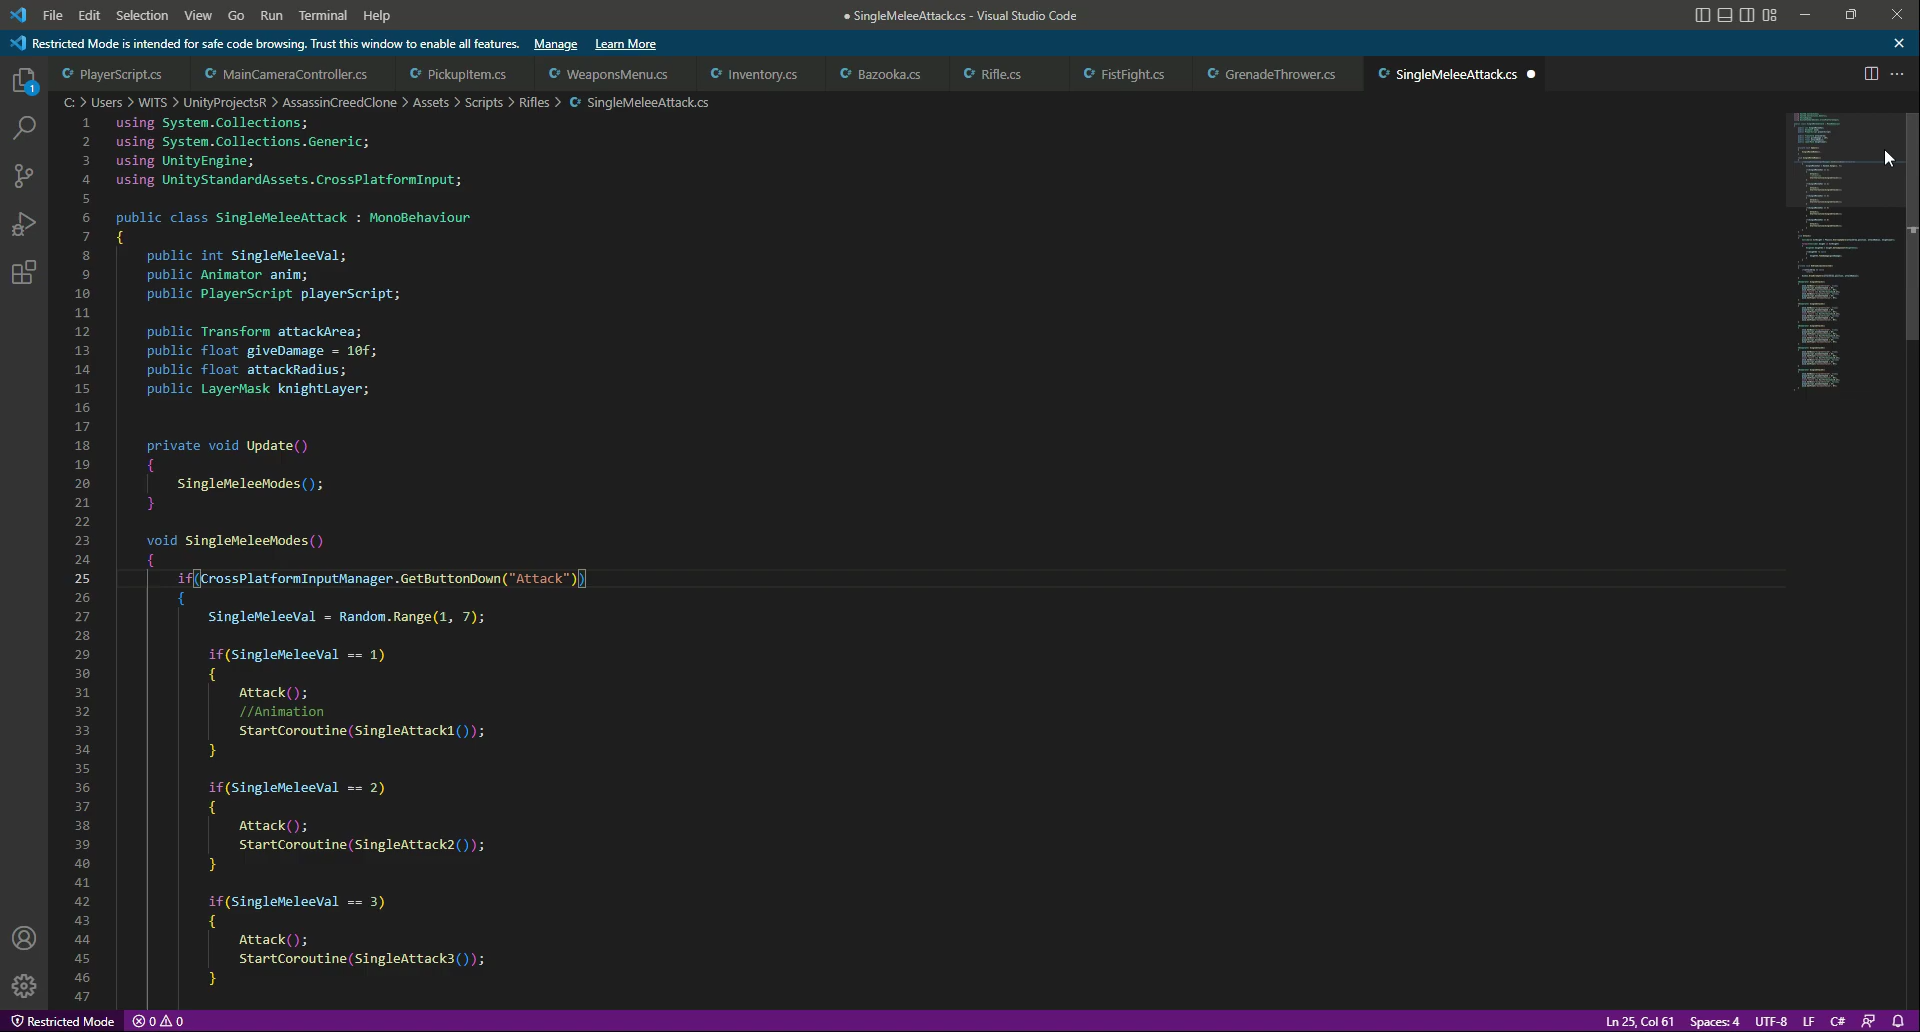 File Edit Selection View Go Run Terminal Help
● SingleMeleeAttack.cs - Visual Studio Code
Restricted Mode is intended for safe code browsing. Trust this window to enable all features. Manage Learn More
1
PlayerScript.cs MainCameraController.cs PickupItem.cs WeaponsMenu.cs Inventory.cs Bazooka.cs Rifle.cs FistFight.cs GrenadeThrower.cs SingleMeleeAttack.cs ●
C: > Users > WITS > UnityProjectsR > AssassinCreedClone > Assets > Scripts > Rifles > SingleMeleeAttack.cs
1 using System.Collections;
2 using System.Collections.Generic;
3 using UnityEngine;
4 using UnityStandardAssets.CrossPlatformInput;
5
6 public class SingleMeleeAttack : MonoBehaviour
7 {
8 public int SingleMeleeVal;
9 public Animator anim;
10 public PlayerScript playerScript;
11
12 public Transform attackArea;
13 public float giveDamage = 10f;
14 public float attackRadius;
15 public LayerMask knightLayer;
16
17
18 private void Update()
19 {
20 SingleMeleeModes();
21 }
22
23 void SingleMeleeModes()
24 {
25 if(CrossPlatformInputManager.GetButtonDown("Attack"))
26 {
27 SingleMeleeVal = Random.Range(1, 7);
28
29 if(SingleMeleeVal == 1)
30 {
31 Attack();
32 //Animation
33 StartCoroutine(SingleAttack1());
34 }
35
36 if(SingleMeleeVal == 2)
37 {
38 Attack();
39 StartCoroutine(SingleAttack2());
40 }
41
42 if(SingleMeleeVal == 3)
43 {
44 Attack();
45 StartCoroutine(SingleAttack3());
46 }
47
Restricted Mode 0 0 Ln 25, Col 61 Spaces: 4 UTF-8 LF C#